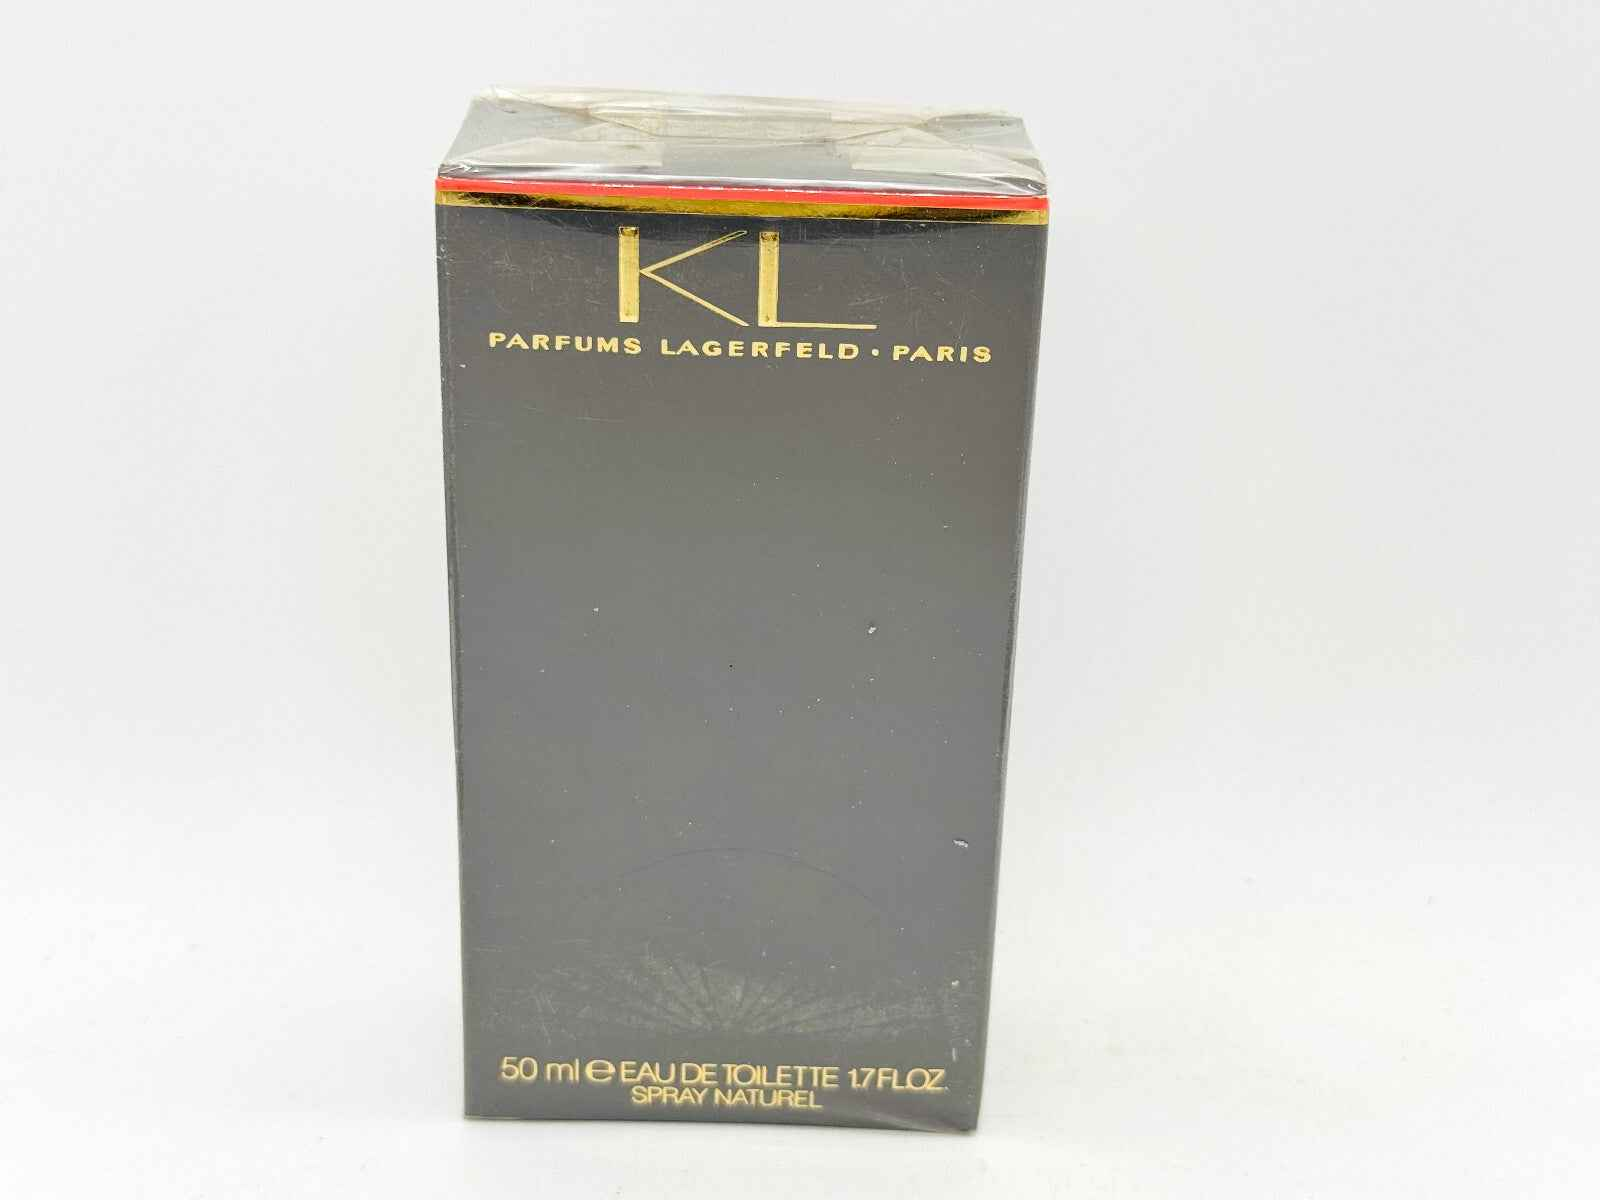 KL
PARFUMS LAGERFELD • PARIS
50 ml ℮ EAU DE TOILETTE 1.7 FL.OZ.
SPRAY NATUREL